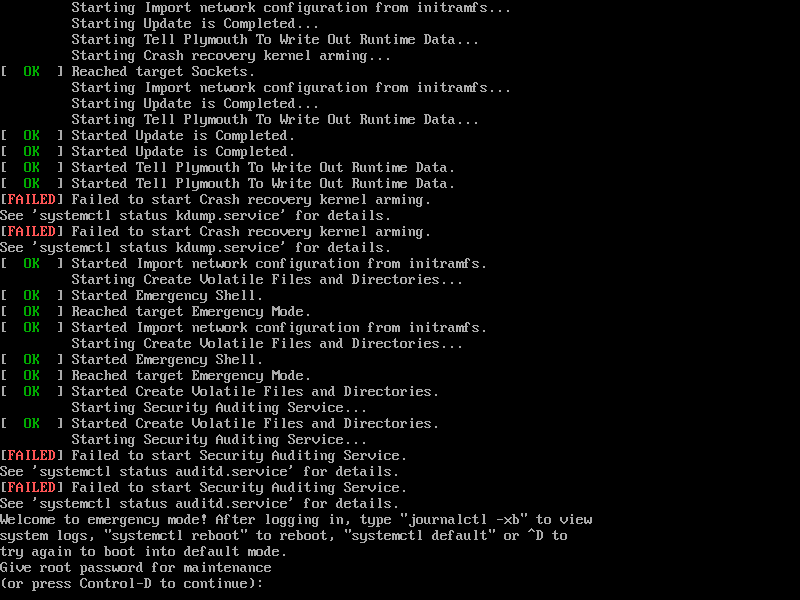 Starting Import network configuration from initramfs...
Starting Update is Completed...
Starting Tell Plymouth To Write Out Runtime Data...
Starting Crash recovery kernel arming...
[  OK  ] Reached target Sockets.
Starting Import network configuration from initramfs...
Starting Update is Completed...
Starting Tell Plymouth To Write Out Runtime Data...
[  OK  ] Started Update is Completed.
[  OK  ] Started Update is Completed.
[  OK  ] Started Tell Plymouth To Write Out Runtime Data.
[  OK  ] Started Tell Plymouth To Write Out Runtime Data.
[FAILED] Failed to start Crash recovery kernel arming.
See 'systemctl status kdump.service' for details.
[FAILED] Failed to start Crash recovery kernel arming.
See 'systemctl status kdump.service' for details.
[  OK  ] Started Import network configuration from initramfs.
Starting Create Volatile Files and Directories...
[  OK  ] Started Emergency Shell.
[  OK  ] Reached target Emergency Mode.
[  OK  ] Started Import network configuration from initramfs.
Starting Create Volatile Files and Directories...
[  OK  ] Started Emergency Shell.
[  OK  ] Reached target Emergency Mode.
[  OK  ] Started Create Volatile Files and Directories.
Starting Security Auditing Service...
[  OK  ] Started Create Volatile Files and Directories.
Starting Security Auditing Service...
[FAILED] Failed to start Security Auditing Service.
See 'systemctl status auditd.service' for details.
[FAILED] Failed to start Security Auditing Service.
See 'systemctl status auditd.service' for details.
Welcome to emergency mode! After logging in, type "journalctl -xb" to view
system logs, "systemctl reboot" to reboot, "systemctl default" or ^D to
try again to boot into default mode.
Give root password for maintenance
(or press Control-D to continue):